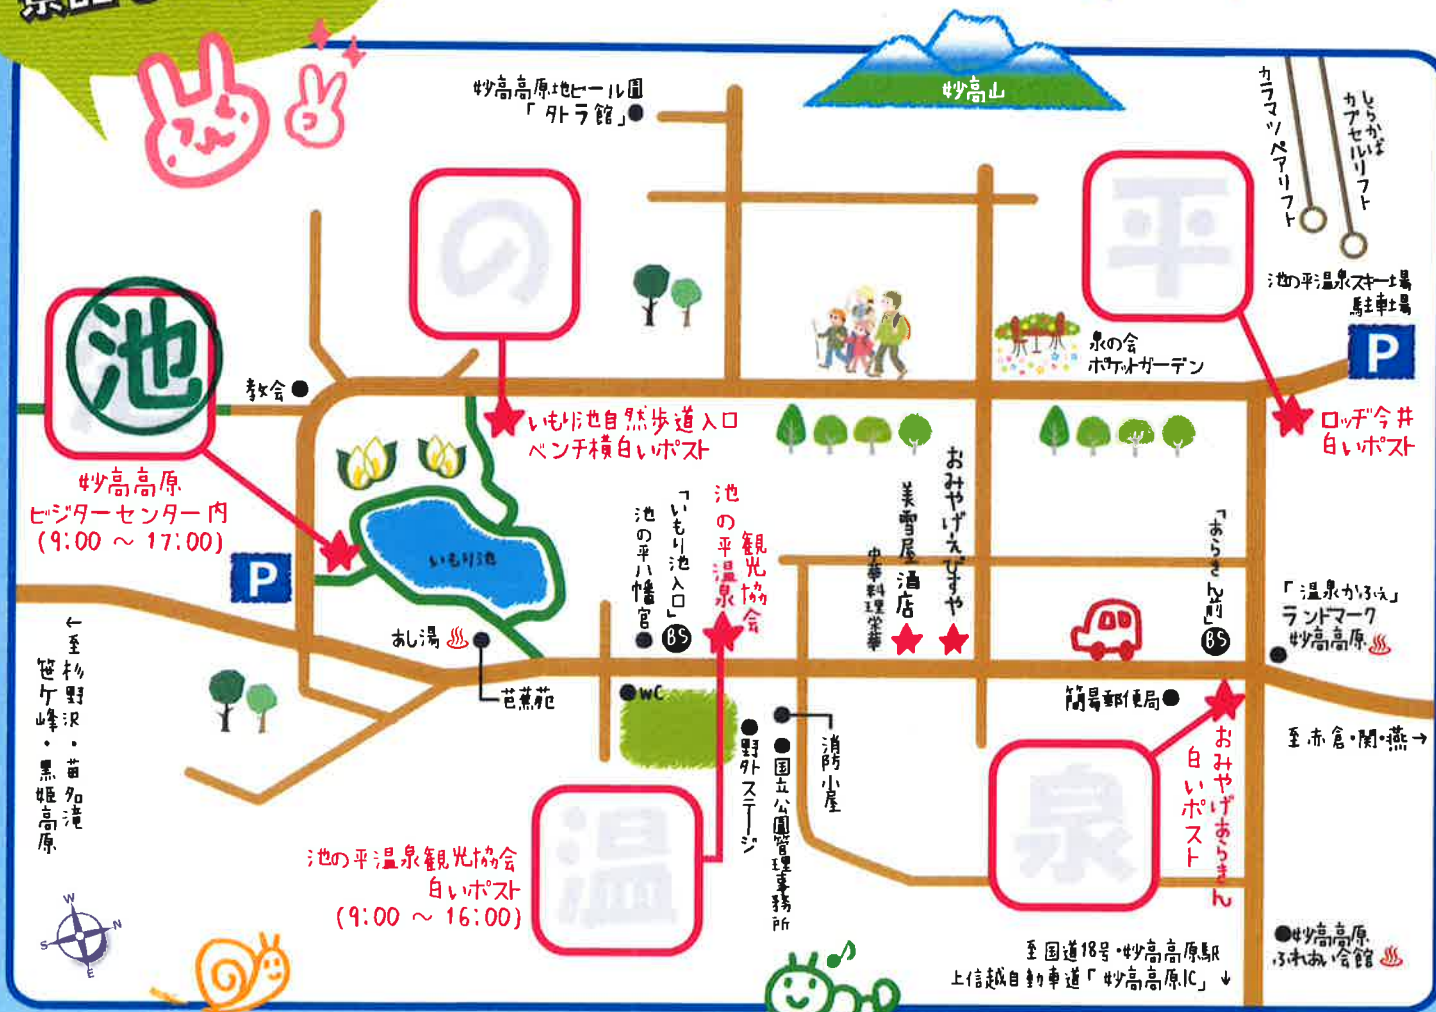 妙高高原地ビール園
「タトラ館」
妙高山
カラマツペアリフト
しらかば
カプセルリフト
の
平
池の平温泉スキー場
駐車場
P
池
教会
泉の会
ポケットガーデン
いもり池自然歩道入口
ベンチ横白いポスト
ロッヂ今井
白いポスト
妙高高原
ビジターセンター内
(9:00 ~ 17:00)
P
いもり池
池の平八幡宮
「いもり池入口」
BS
池の平温泉
観光協会
中華料理栄華
美雪屋酒店
おみやげえびすや
「あらきん前」
BS
「温泉かふぇ」
ランドマーク
妙高高原
あし湯
芭蕉苑
WC
簡易郵便局
←至杉野沢・苗名滝
笹ケ峰・黒姫高原
至赤倉・関・燕→
野外ステージ
国立公園管理事務所
消防小屋
おみやげあらきん
白いポスト
温
泉
池の平温泉観光協会
白いポスト
(9:00 ~ 16:00)
W
N
S
E
至国道18号・妙高高原駅
上信越自動車道「妙高高原IC」↓
妙高高原
ふれあい会館